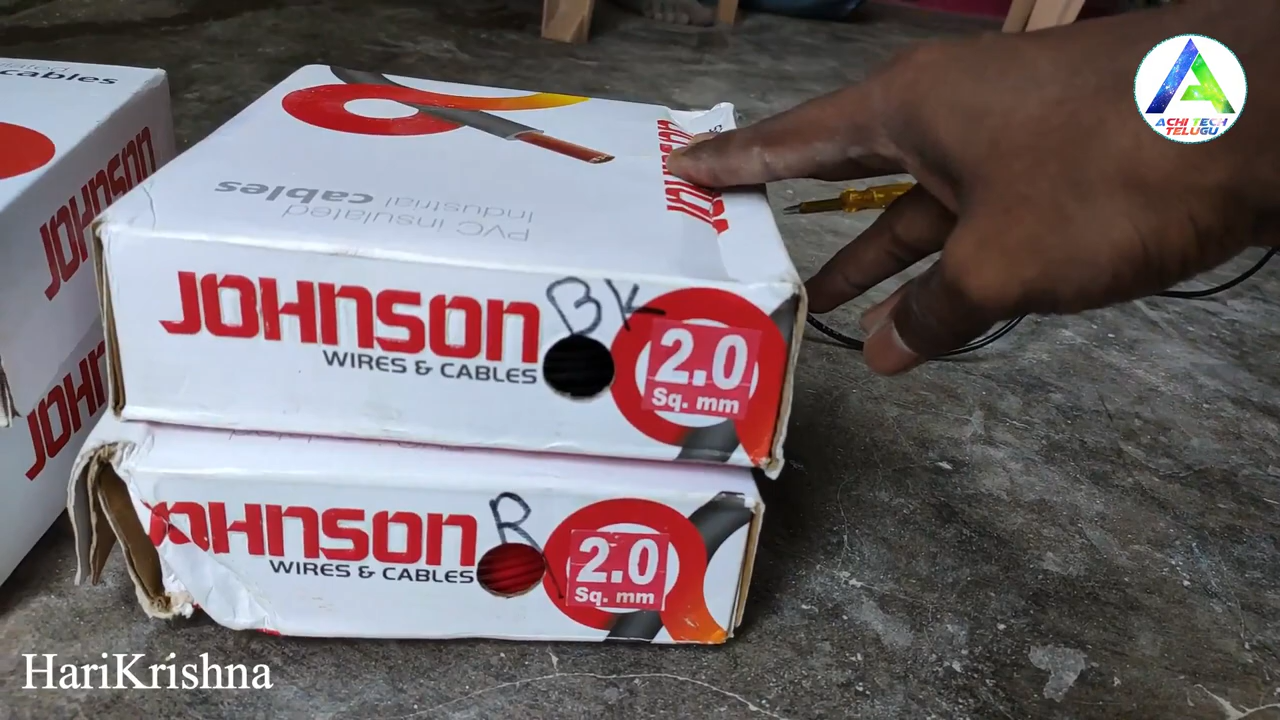 cables
JOHNSON
JOHN
PVC insulated
Industrial cables
JOHNSON
WIRES & CABLES
BK
2.0
Sq. mm
JOHNSON
WIRES & CABLES
R
2.0
Sq. mm
ACHI TECH
TELUGU
HariKrishna